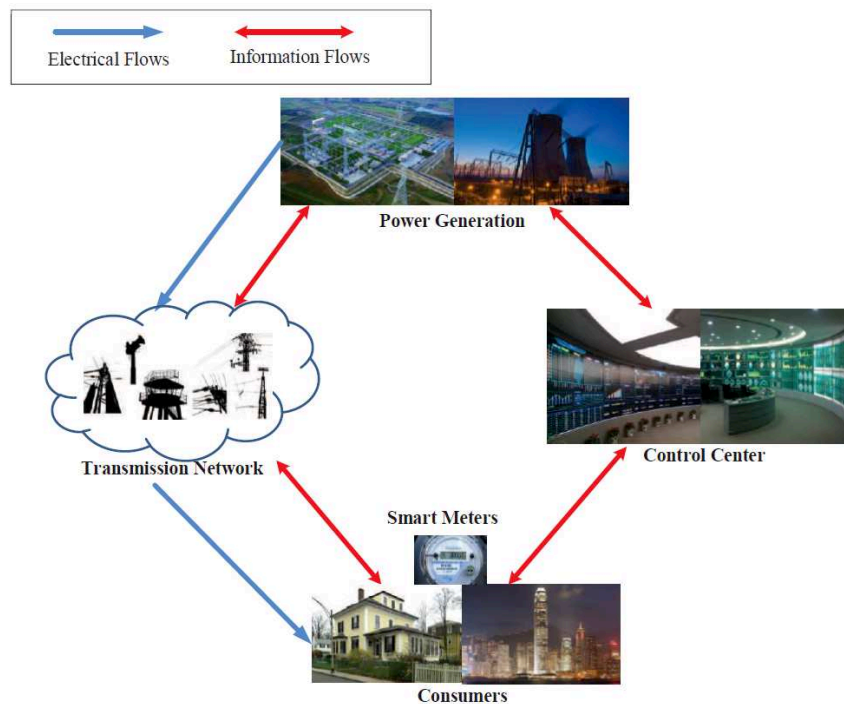 Electrical Flows
Information Flows
Power Generation
Transmission Network
Control Center
Smart Meters
Consumers